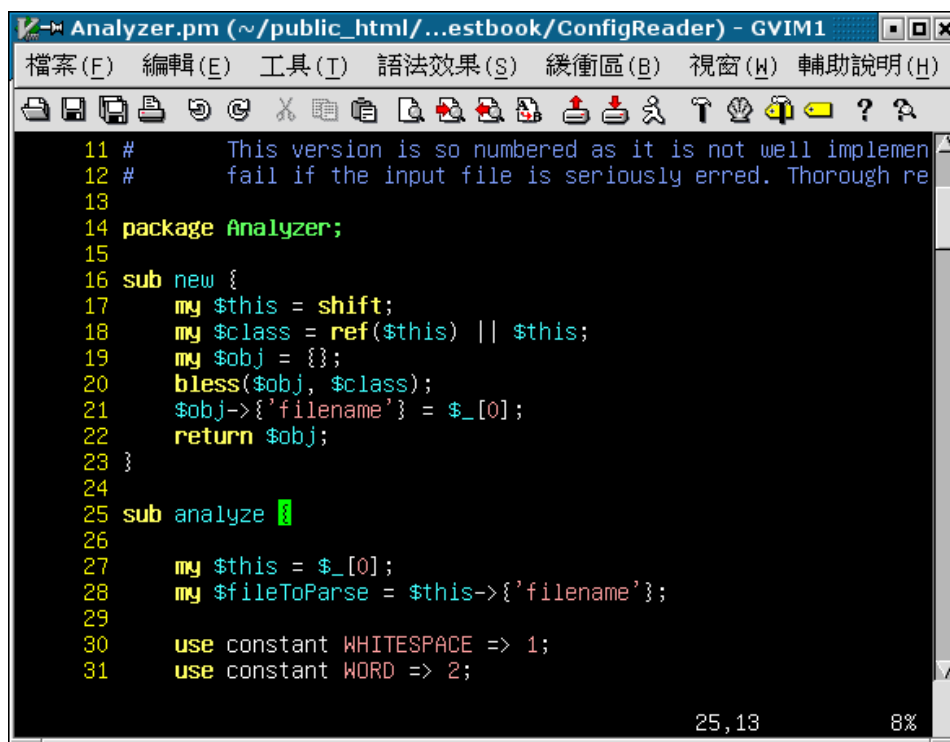 Analyzer.pm (~/public_html/...estbook/ConfigReader) - GVIM1
檔案(F) 編輯(E) 工具(T) 語法效果(S) 緩衝區(B) 視窗(W) 輔助說明(H)
11 #       This version is so numbered as it is not well implemen
12 #       fail if the input file is seriously erred. Thorough re
13
14 package Analyzer;
15
16 sub new {
17     my $this = shift;
18     my $class = ref($this) || $this;
19     my $obj = {};
20     bless($obj, $class);
21     $obj->{'filename'} = $_[0];
22     return $obj;
23 }
24
25 sub analyze {
26
27     my $this = $_[0];
28     my $fileToParse = $this->{'filename'};
29
30     use constant WHITESPACE => 1;
31     use constant WORD => 2;
25,13 8%